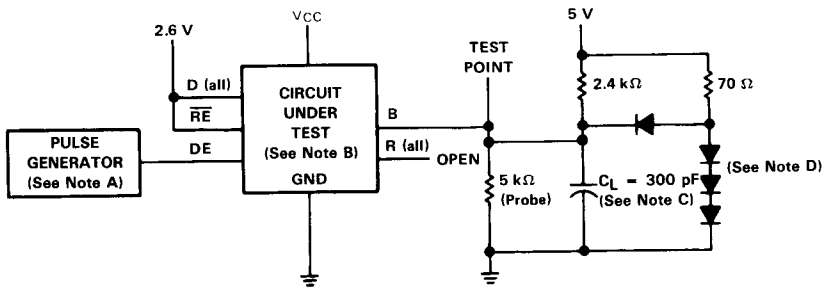 VCC
5 V
2.6 V
TEST
POINT
D (all)
RE
DE
CIRCUIT
UNDER
TEST
(See Note B)
GND
PULSE
GENERATOR
(See Note A)
B
R (all)
OPEN
2.4 kΩ
70 Ω
5 kΩ
(Probe)
CL = 300 pF
(See Note C)
(See Note D)